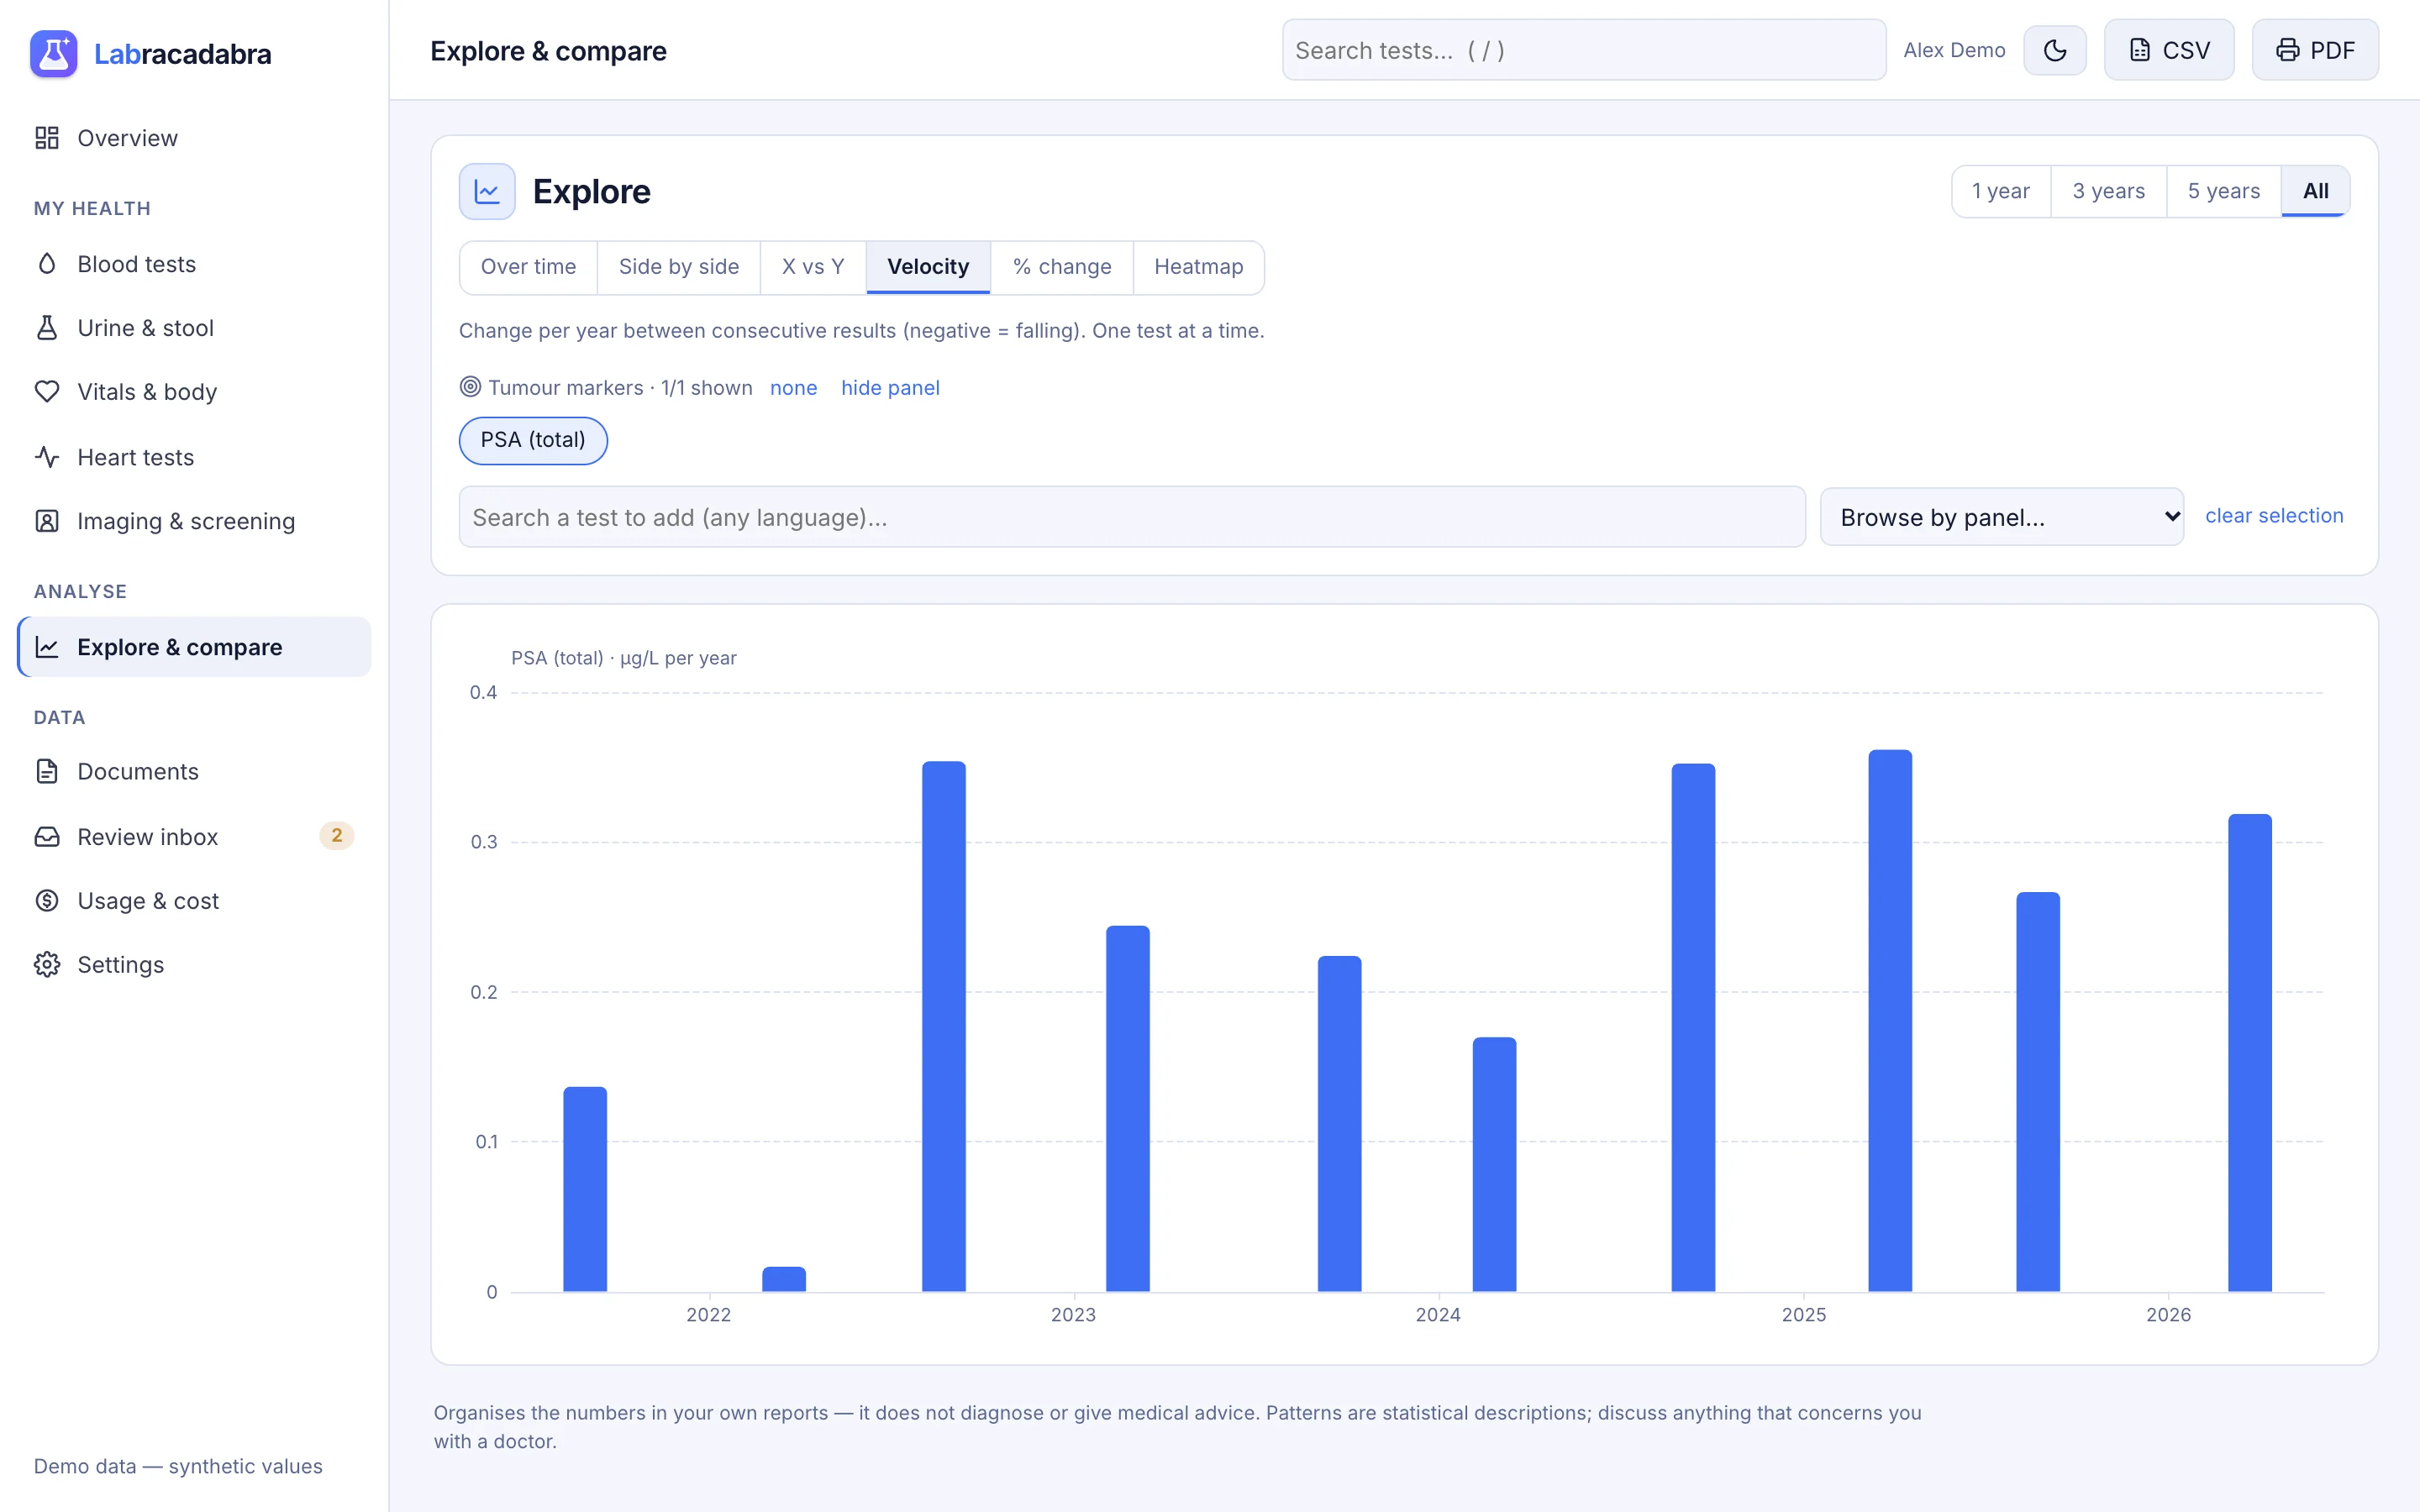 Labracadabra
Explore & compare
Search tests... ( / )
Alex Demo
CSV
PDF
Overview
MY HEALTH
Blood tests
Urine & stool
Vitals & body
Heart tests
Imaging & screening
ANALYSE
Explore & compare
DATA
Documents
Review inbox 2
Usage & cost
Settings
Demo data — synthetic values
Explore
1 year 3 years 5 years All
Over time Side by side X vs Y Velocity % change Heatmap
Change per year between consecutive results (negative = falling). One test at a time.
Tumour markers · 1/1 shown none hide panel
PSA (total)
Search a test to add (any language)...
Browse by panel...
clear selection
PSA (total) · µg/L per year
0.4
0.3
0.2
0.1
0
2022 2023 2024 2025 2026
Organises the numbers in your own reports — it does not diagnose or give medical advice. Patterns are statistical descriptions; discuss anything that concerns you
with a doctor.